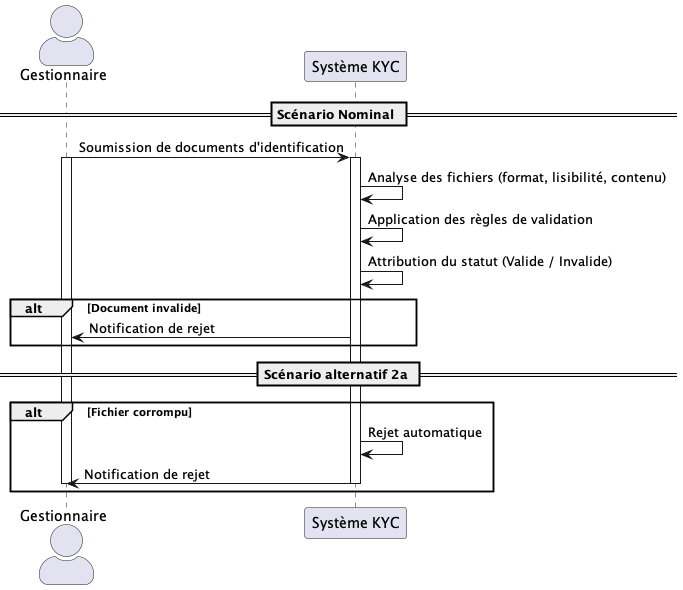 Gestionnaire
Système KYC
Scénario Nominal
Soumission de documents d'identification
Analyse des fichiers (format, lisibilité, contenu)
Application des règles de validation
Attribution du statut (Valide / Invalide)
alt [Document invalide]
Notification de rejet
Scénario alternatif 2a
alt [Fichier corrompu]
Rejet automatique
Notification de rejet
Gestionnaire
Système KYC